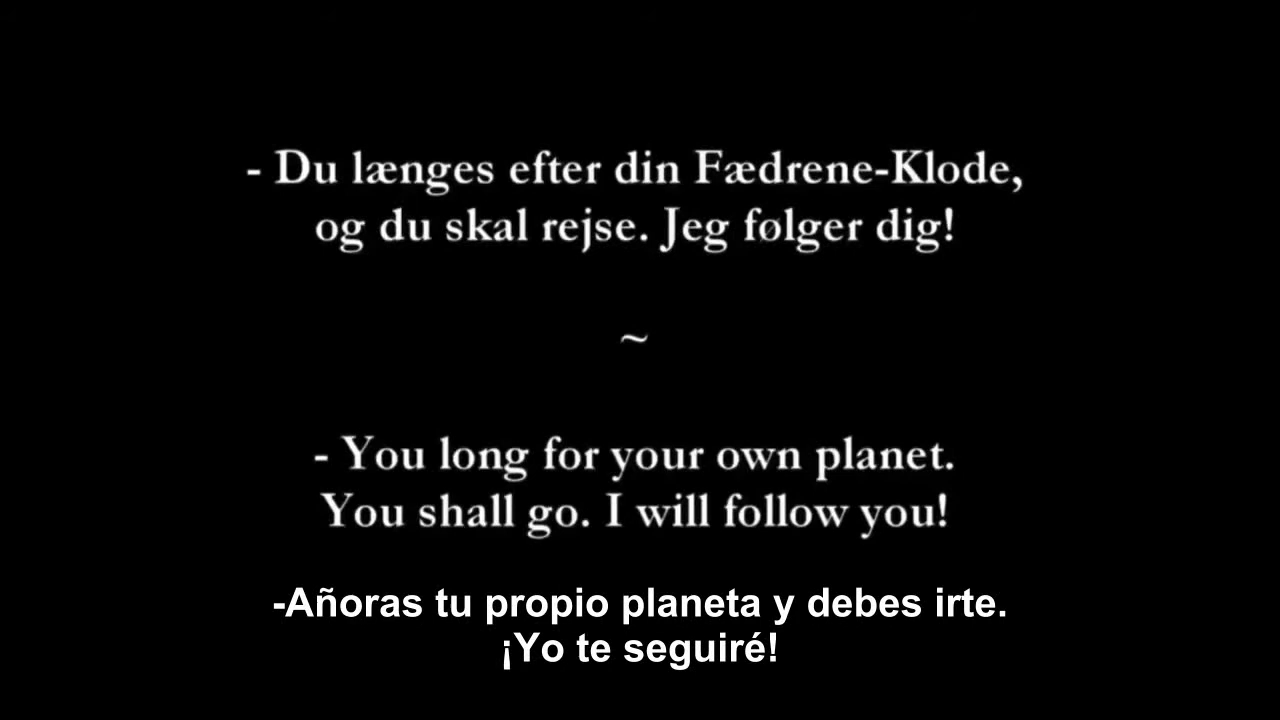 - Du længes efter din Fædrene-Klode,
og du skal rejse. Jeg følger dig!
~
- You long for your own planet.
You shall go. I will follow you!
-Añoras tu propio planeta y debes irte.
¡Yo te seguiré!